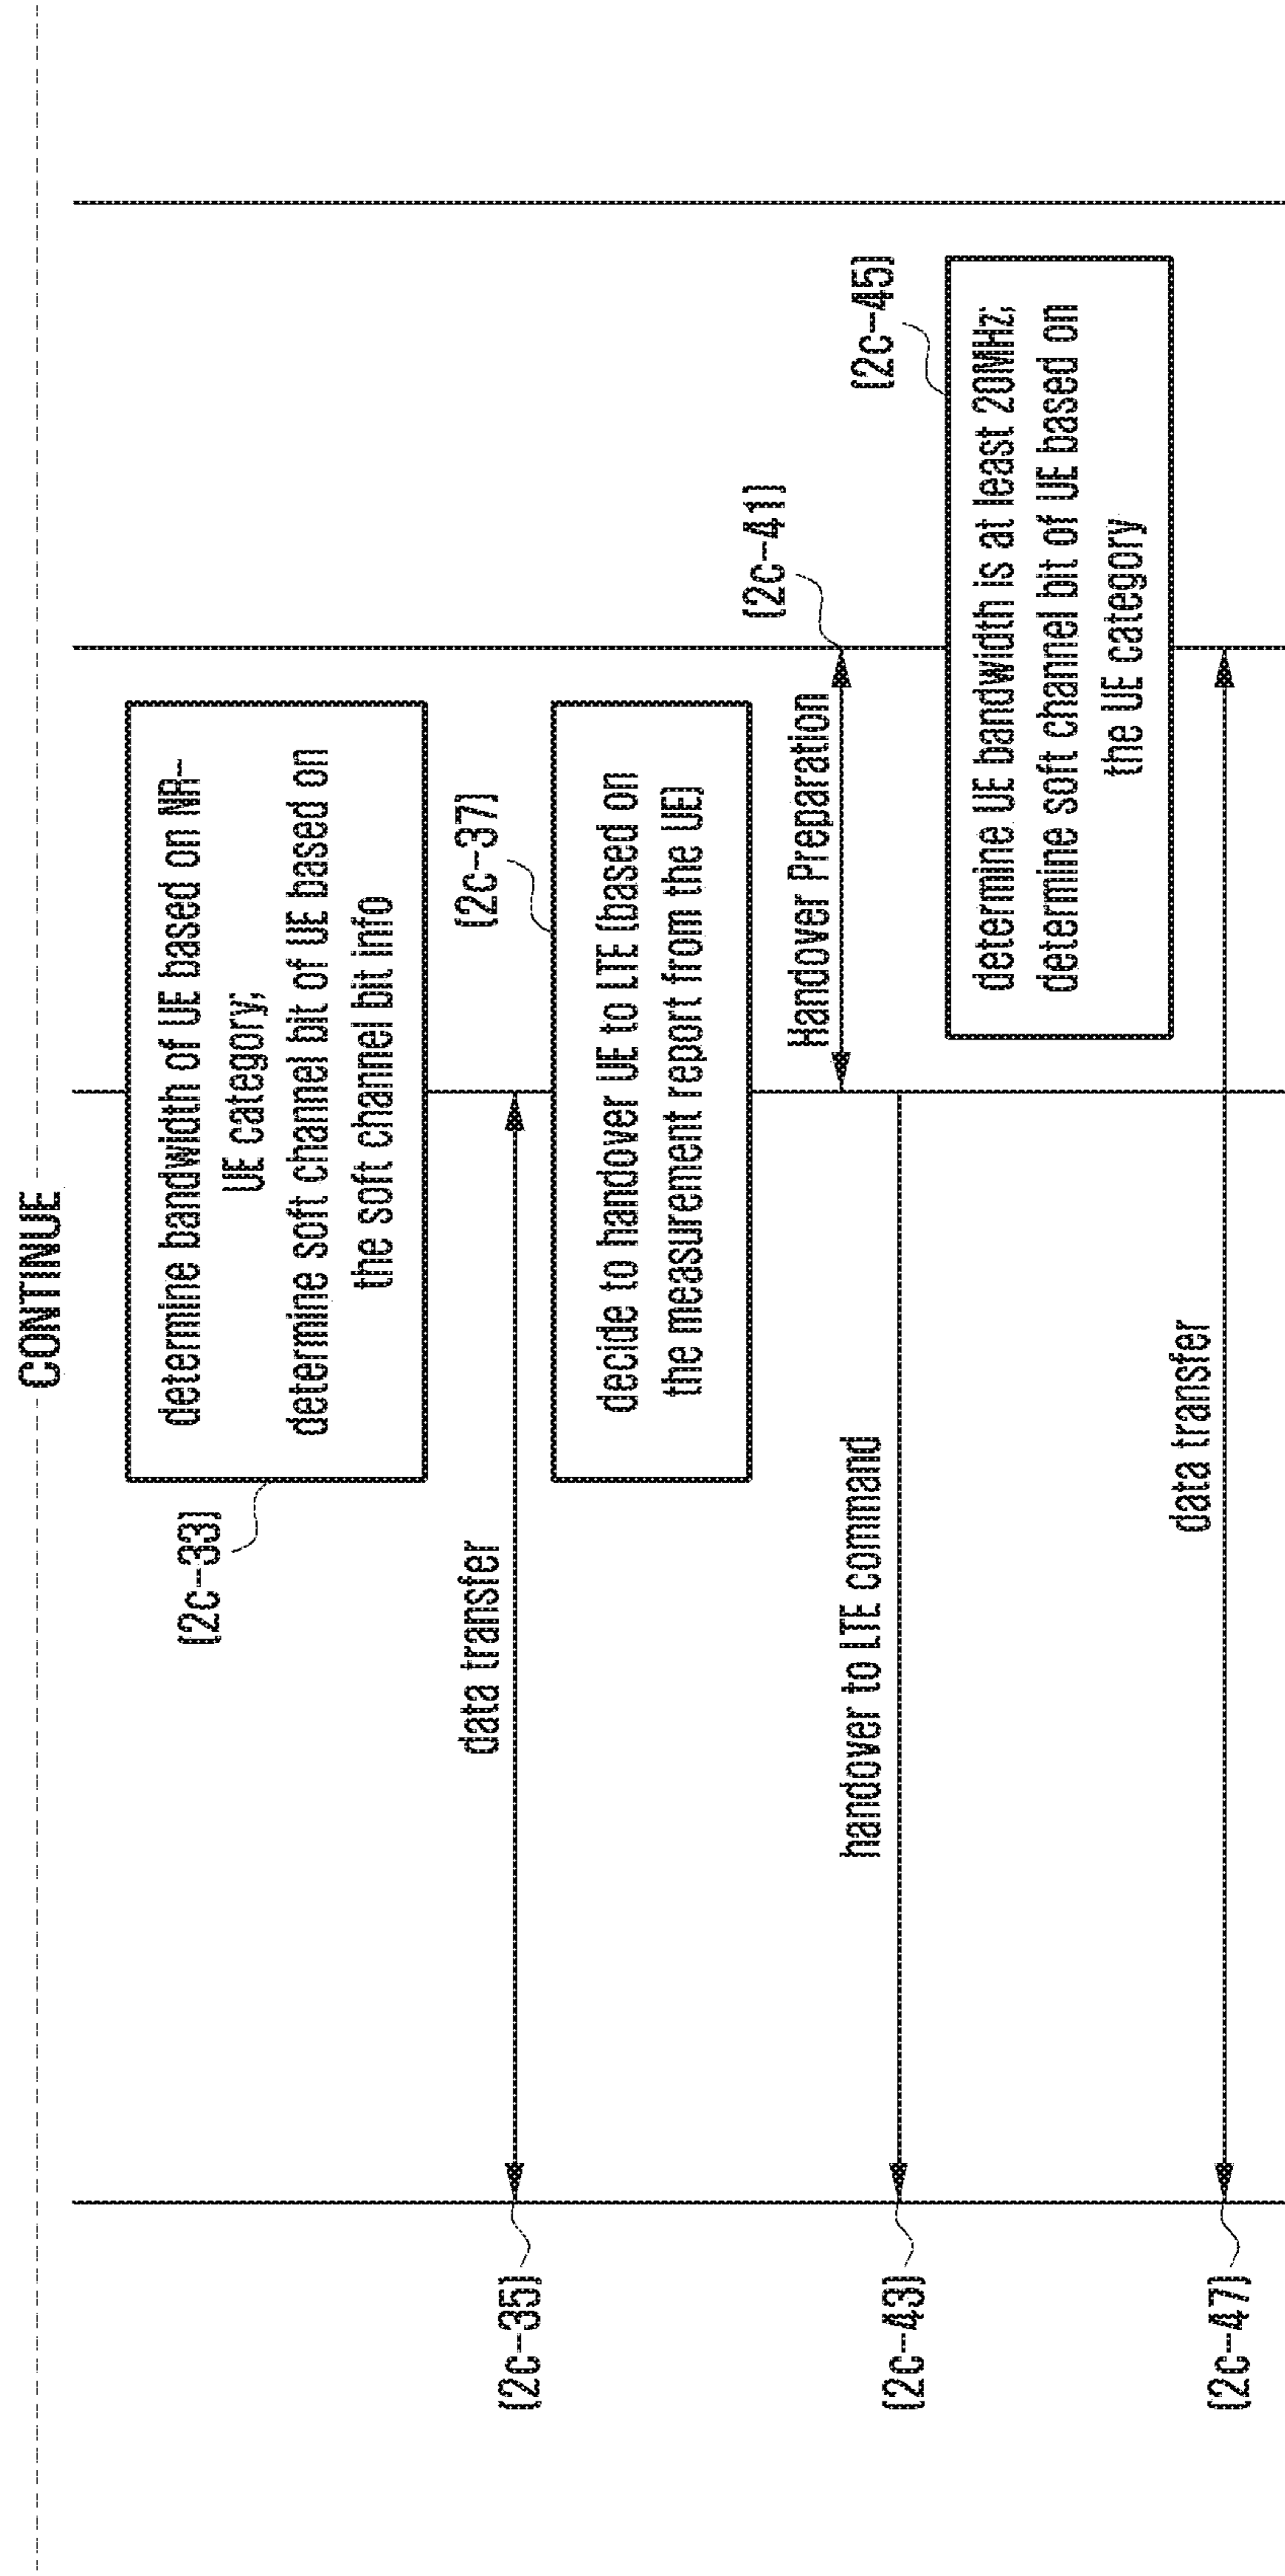 CONTINUE
(2c-33)
determine bandwidth of UE based on NR-
UE category;
determine soft channel bit of UE based on
the soft channel bit info
(2c-35)
data transfer
(2c-37)
decide to handover UE to LTE (based on
the measurement report from the UE)
Handover Preparation
(2c-41)
(2c-43)
handover to LTE command
(2c-45)
determine UE bandwidth is at least 20MHz;
determine soft channel bit of UE based on
the UE category
(2c-47)
data transfer